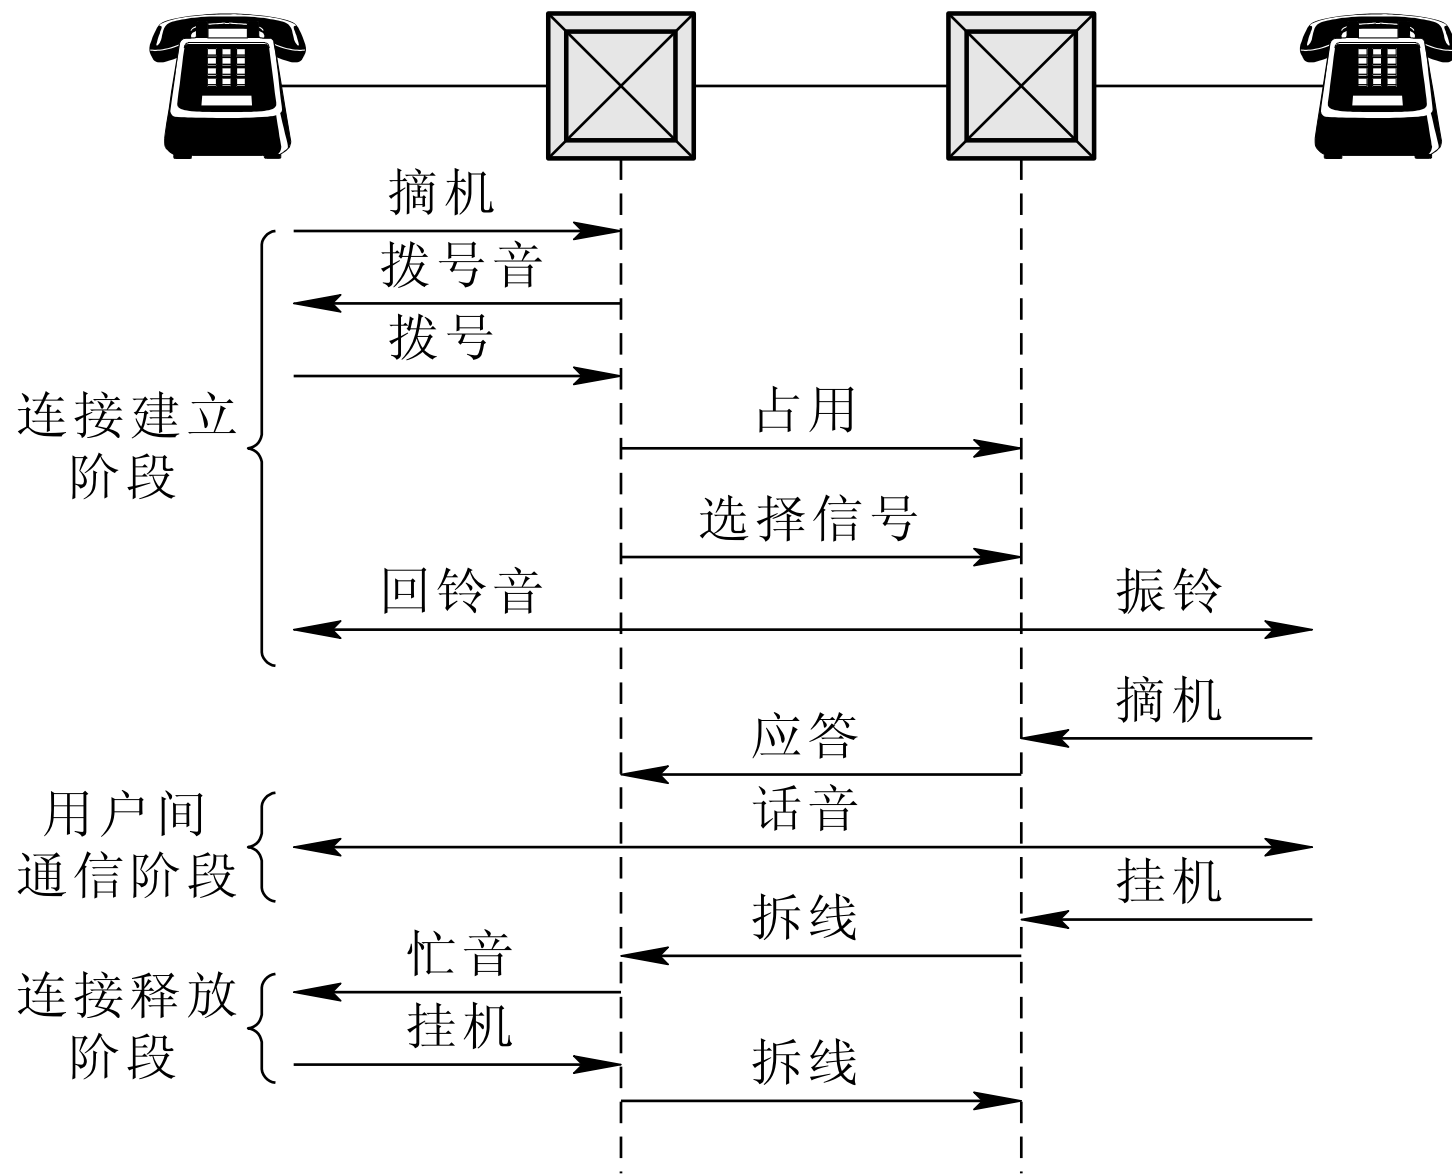 摘机
拨号音
拨号
连接建立
阶段
占用
选择信号
回铃音
振铃
摘机
应答
用户间
通信阶段
话音
挂机
拆线
忙音
连接释放
阶段
挂机
拆线